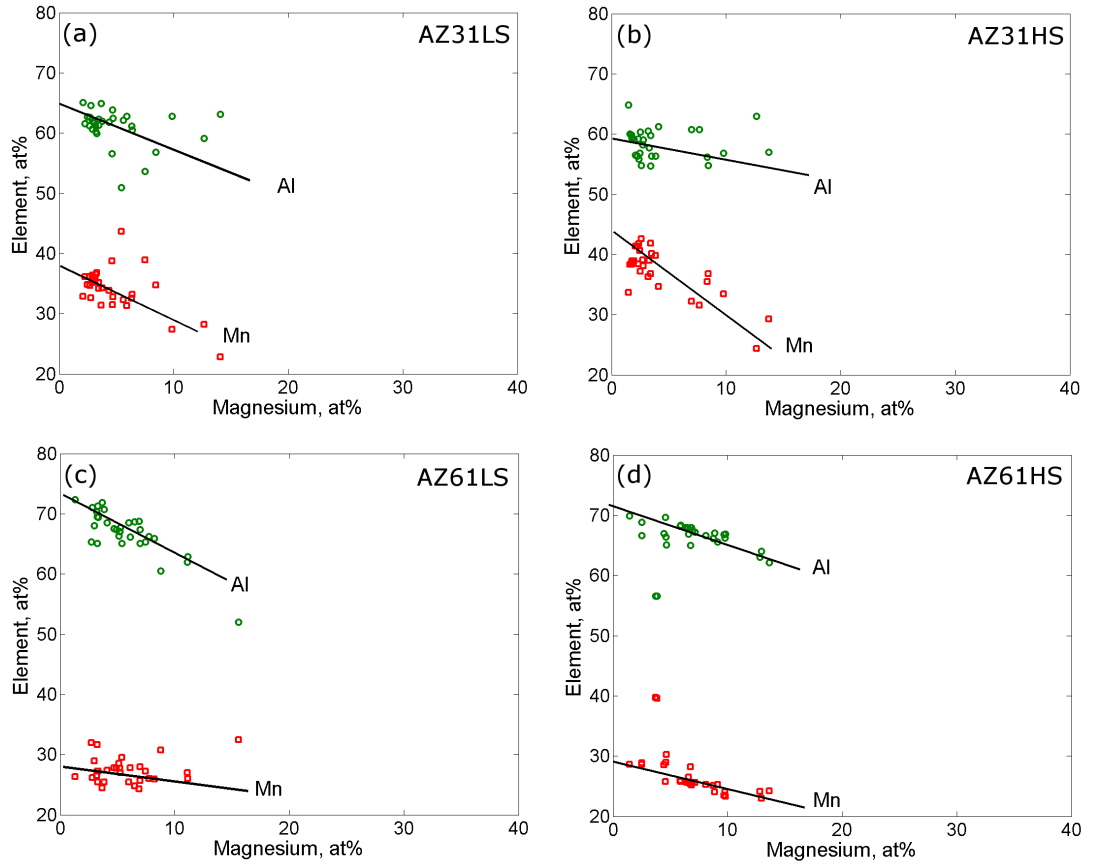 (a) AZ31LS
80
70
60
50
40
30
20
Element, at%
Al
Mn
0 10 20 30 40
Magnesium, at%
(b) AZ31HS
80
70
60
50
40
30
20
Element, at%
Al
Mn
0 10 20 30 40
Magnesium, at%
(c) AZ61LS
80
70
60
50
40
30
20
Element, at%
Al
Mn
0 10 20 30 40
Magnesium, at%
(d) AZ61HS
80
70
60
50
40
30
20
Element, at%
Al
Mn
0 10 20 30 40
Magnesium, at%